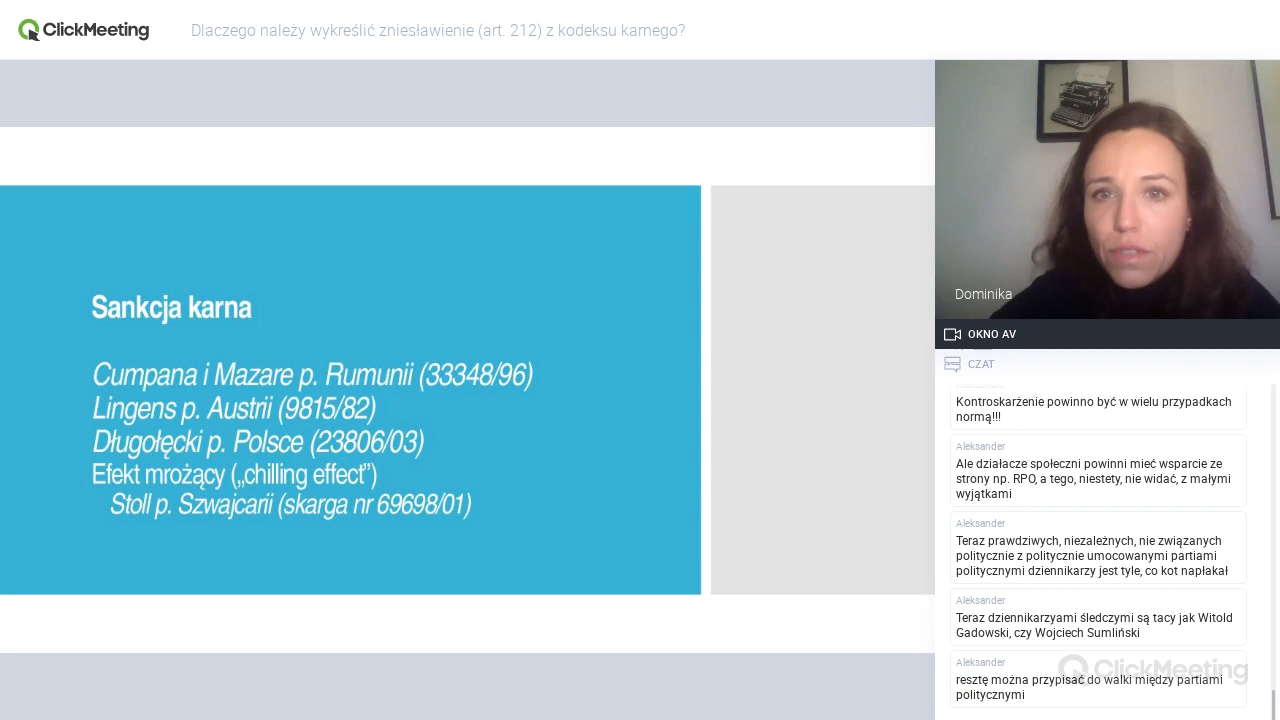 ClickMeeting
Dlaczego należy wykreślić zniesławienie (art. 212) z kodeksu karnego?
Sankcja karna
Cumpana i Mazare p. Rumunii (33348/96)
Lingens p. Austrii (9815/82)
Długołęcki p. Polsce (23806/03)
Efekt mrożący („chilling effect”)
Stoll p. Szwajcarii (skarga nr 69698/01)
Dominika
OKNO AV
CZAT
Kontroskarżenie powinno być w wielu przypadkach
normą!!!
Aleksander
Ale działacze społeczni powinni mieć wsparcie ze
strony np. RPO, a tego, niestety, nie widać, z małymi
wyjątkami
Aleksander
Teraz prawdziwych, niezależnych, nie związanych
politycznie z politycznie umocowanymi partiami
politycznymi dziennikarzy jest tyle, co kot napłakał
Aleksander
Teraz dziennikarzyami śledczymi są tacy jak Witold
Gadowski, czy Wojciech Sumliński
Aleksander
resztę można przypisać do walki między partiami
politycznymi
ClickMeeting